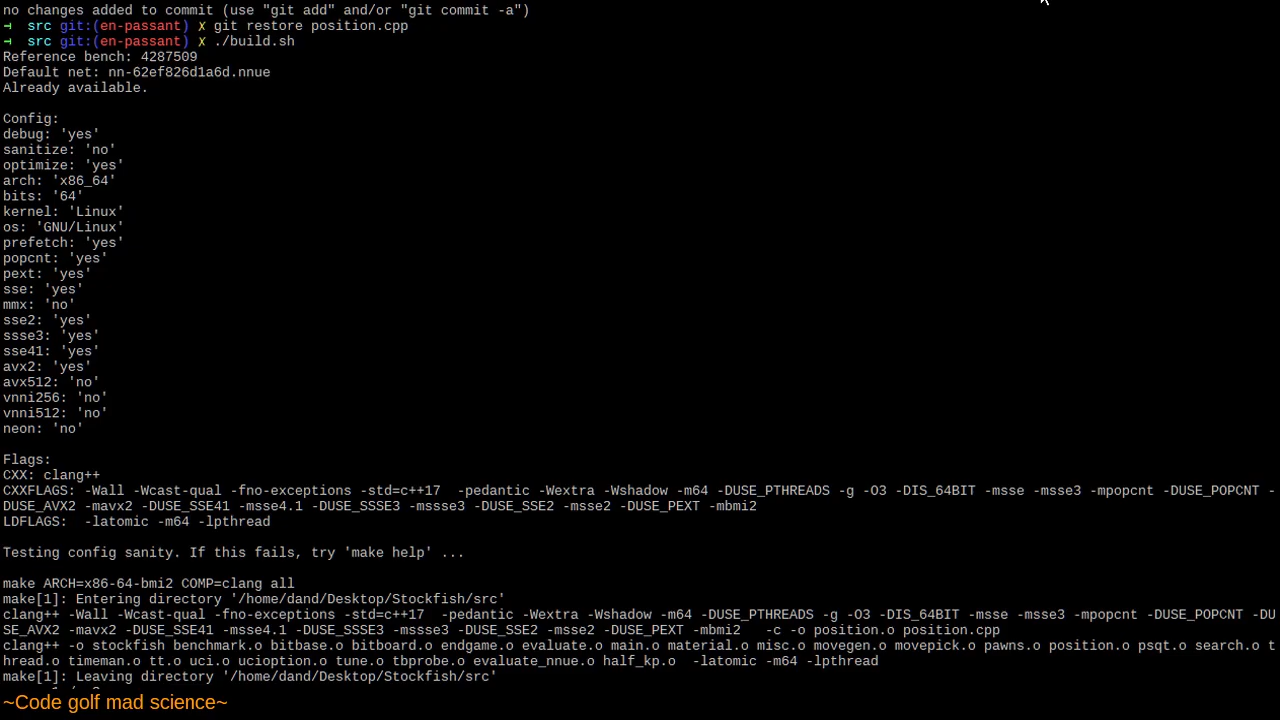 no changes added to commit (use "git add" and/or "git commit -a")
→ src git:(en-passant) ✗ git restore position.cpp
→ src git:(en-passant) ✗ ./build.sh
Reference bench: 4287509
Default net: nn-62ef826d1a6d.nnue
Already available.

Config:
debug: 'yes'
sanitize: 'no'
optimize: 'yes'
arch: 'x86_64'
bits: '64'
kernel: 'Linux'
os: 'GNU/Linux'
prefetch: 'yes'
popcnt: 'yes'
pext: 'yes'
sse: 'yes'
mmx: 'no'
sse2: 'yes'
ssse3: 'yes'
sse41: 'yes'
avx2: 'yes'
avx512: 'no'
vnni256: 'no'
vnni512: 'no'
neon: 'no'

Flags:
CXX: clang++
CXXFLAGS: -Wall -Wcast-qual -fno-exceptions -std=c++17  -pedantic -Wextra -Wshadow -m64 -DUSE_PTHREADS -g -O3 -DIS_64BIT -msse -msse3 -mpopcnt -DUSE_POPCNT -
DUSE_AVX2 -mavx2 -DUSE_SSE41 -msse4.1 -DUSE_SSSE3 -mssse3 -DUSE_SSE2 -msse2 -DUSE_PEXT -mbmi2
LDFLAGS:  -latomic -m64 -lpthread

Testing config sanity. If this fails, try 'make help' ...

make ARCH=x86-64-bmi2 COMP=clang all
make[1]: Entering directory '/home/dand/Desktop/Stockfish/src'
clang++ -Wall -Wcast-qual -fno-exceptions -std=c++17  -pedantic -Wextra -Wshadow -m64 -DUSE_PTHREADS -g -O3 -DIS_64BIT -msse -msse3 -mpopcnt -DUSE_POPCNT -DU
SE_AVX2 -mavx2 -DUSE_SSE41 -msse4.1 -DUSE_SSSE3 -mssse3 -DUSE_SSE2 -msse2 -DUSE_PEXT -mbmi2   -c -o position.o position.cpp
clang++ -o stockfish benchmark.o bitbase.o bitboard.o endgame.o evaluate.o main.o material.o misc.o movegen.o movepick.o pawns.o position.o psqt.o search.o t
hread.o timeman.o tt.o uci.o ucioption.o tune.o tbprobe.o evaluate_nnue.o half_kp.o  -latomic -m64 -lpthread
make[1]: Leaving directory '/home/dand/Desktop/Stockfish/src'
~Code golf mad science~